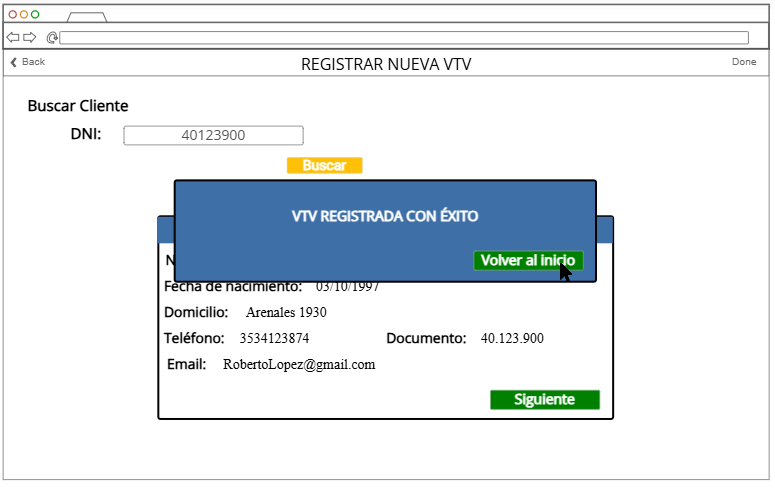 Back
REGISTRAR NUEVA VTV
Done
Buscar Cliente
DNI: 40123900
Buscar
VTV REGISTRADA CON ÉXITO
Volver al inicio
Fecha de nacimiento: 03/10/1997
Domicilio: Arenales 1930
Teléfono: 3534123874 Documento: 40.123.900
Email: RobertoLopez@gmail.com
Siguiente